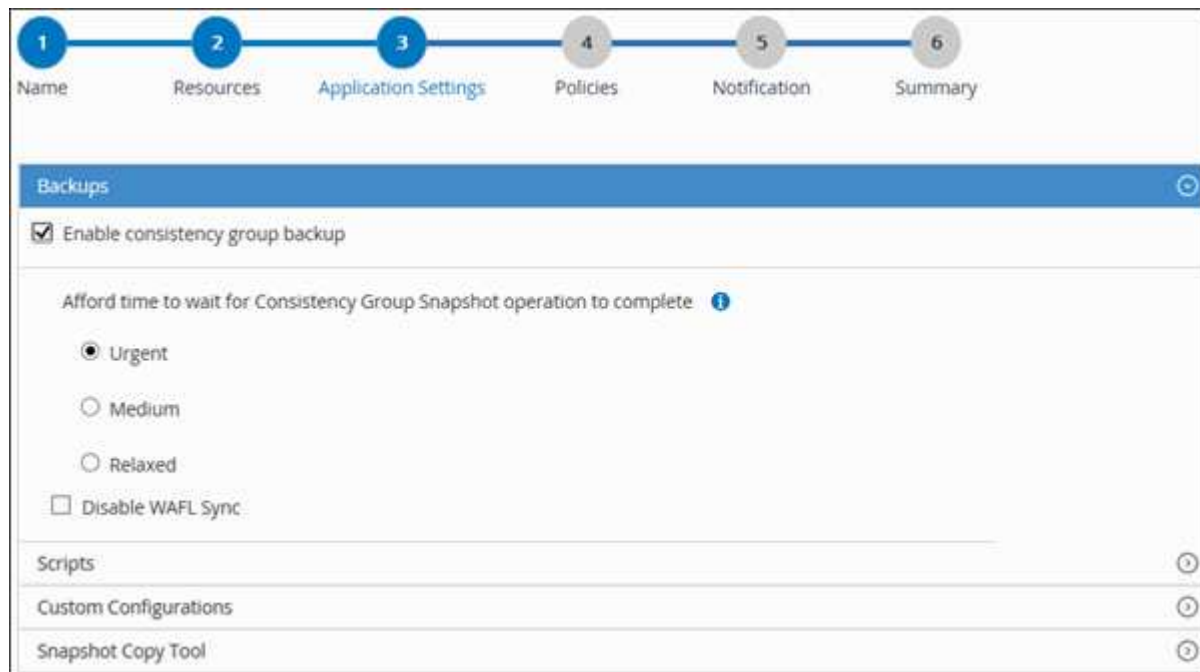 1 2 3 4 5 6
Name Resources Application Settings Policies Notification Summary
Backups
Enable consistency group backup
Afford time to wait for Consistency Group Snapshot operation to complete i
Urgent
Medium
Relaxed
Disable WAFL Sync
Scripts
Custom Configurations
Snapshot Copy Tool